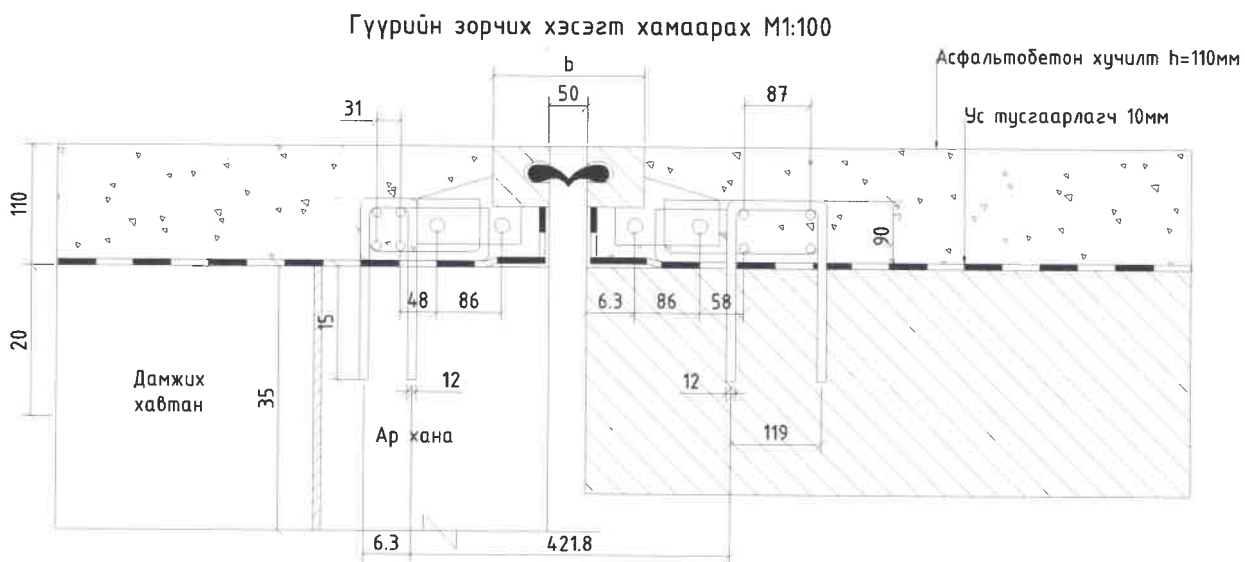 Гүүрийн зорчих хэсэгт хамаарах М1:100
Асфальтобетон хучилт h=110мм
b
50
87
31
Ус тусгаарлагч 10мм
110
90
48
86
6.3
86
58
15
20
12
12
Дамжих
хавтан
35
Ар хана
119
6.3
421.8